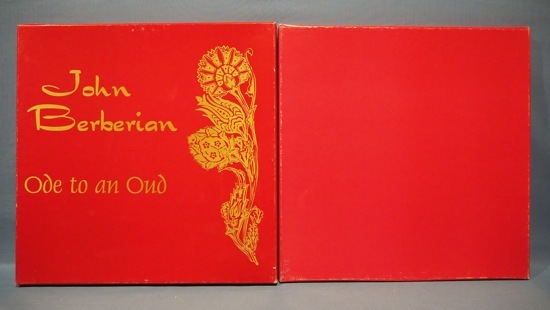 John
Berberian
Ode to an Oud